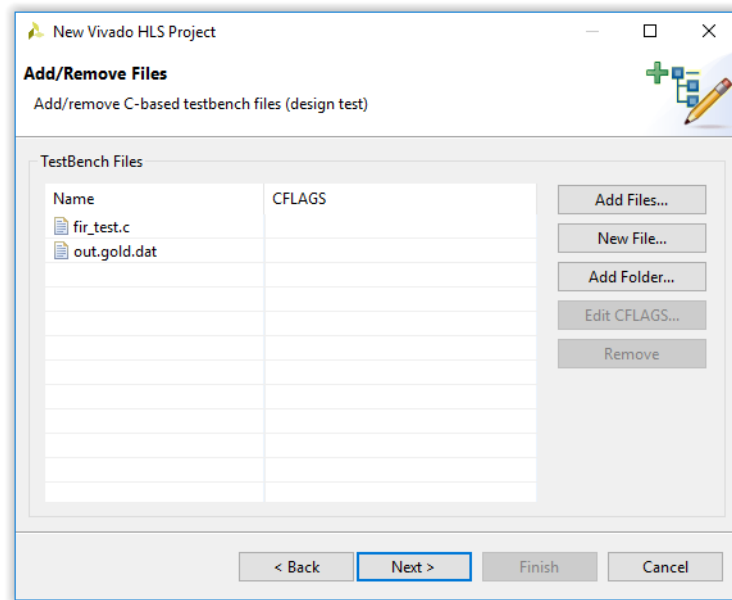 New Vivado HLS Project
Add/Remove Files
Add/remove C-based testbench files (design test)
TestBench Files
Name CFLAGS
Add Files...
fir_test.c
New File...
out.gold.dat
Add Folder...
Edit CFLAGS...
Remove
< Back Next > Finish Cancel